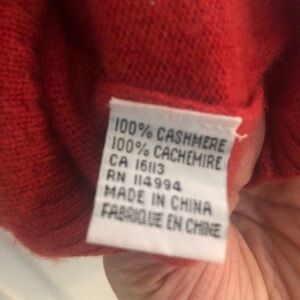 100% CASHMERE
100% CACHEMIRE
CA 16113
RN 114994
MADE IN CHINA
FABRIQUE EN CHINE